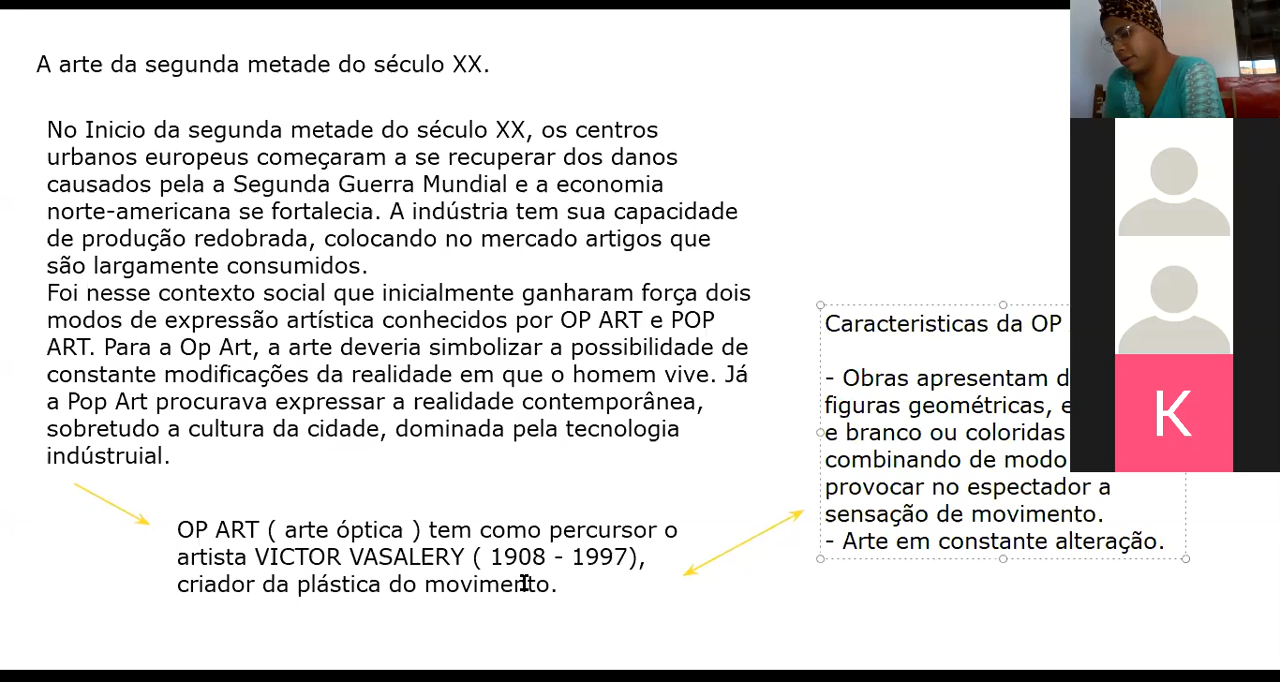 A arte da segunda metade do século XX.
No Inicio da segunda metade do século XX, os centros
urbanos europeus começaram a se recuperar dos danos
causados pela a Segunda Guerra Mundial e a economia
norte-americana se fortalecia. A indústria tem sua capacidade
de produção redobrada, colocando no mercado artigos que
são largamente consumidos.
Foi nesse contexto social que inicialmente ganharam força dois
modos de expressão artística conhecidos por OP ART e POP
ART. Para a Op Art, a arte deveria simbolizar a possibilidade de
constante modificações da realidade em que o homem vive. Já
a Pop Art procurava expressar a realidade contemporânea,
sobretudo a cultura da cidade, dominada pela tecnologia
indústruial.
OP ART ( arte óptica ) tem como percursor o
artista VICTOR VASALERY ( 1908 - 1997),
criador da plástica do movimento.
Caracteristicas da OP
- Obras apresentam
figuras geométricas,
e branco ou coloridas
combinando de modo
provocar no espectador a
sensação de movimento.
- Arte em constante alteração.
K